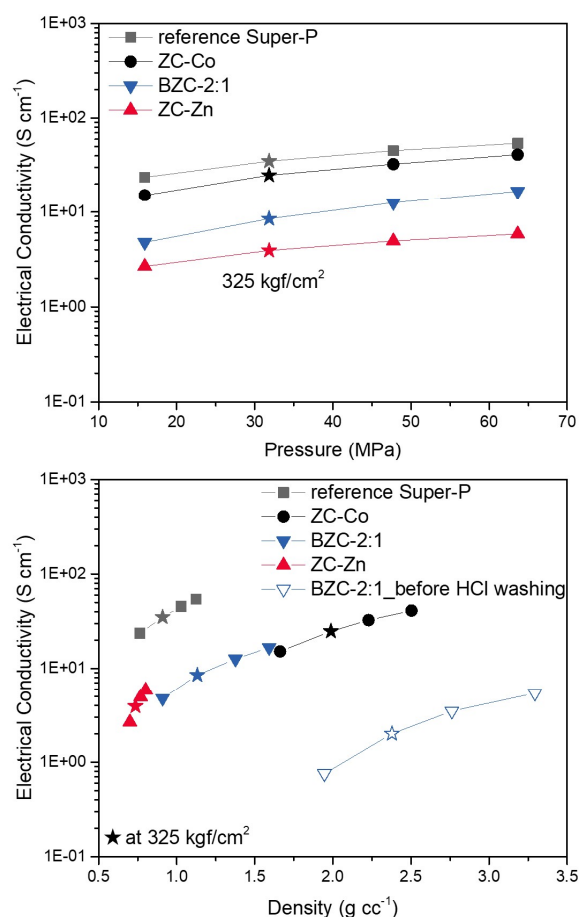 1E+03
1E+02
1E+01
1E+00
1E-01
Electrical Conductivity (S cm⁻¹)
reference Super-P
ZC-Co
BZC-2:1
ZC-Zn
325 kgf/cm²
10 20 30 40 50 60 70
Pressure (MPa)
1E+03
1E+02
1E+01
1E+00
1E-01
Electrical Conductivity (S cm⁻¹)
reference Super-P
ZC-Co
BZC-2:1
ZC-Zn
BZC-2:1_before HCl washing
★ at 325 kgf/cm²
0.5 1.0 1.5 2.0 2.5 3.0 3.5
Density (g cc⁻¹)